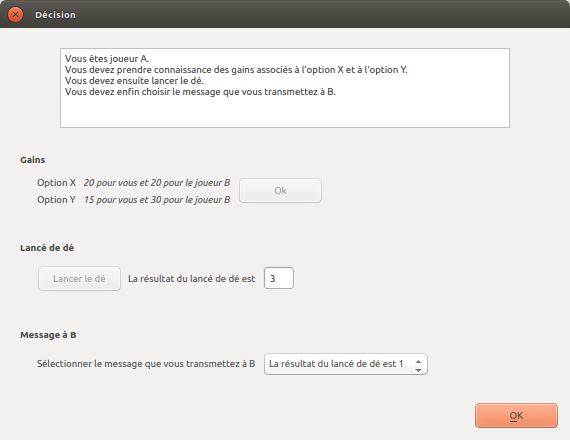 Décision
Vous êtes joueur A.
Vous devez prendre connaissance des gains associés à l'option X et à l'option Y.
Vous devez ensuite lancer le dé.
Vous devez enfin choisir le message que vous transmettez à B.
Gains
Option X 20 pour vous et 20 pour le joueur B
Ok
Option Y 15 pour vous et 30 pour le joueur B
Lancé de dé
Lancer le dé La résultat du lancé de dé est 3
Message à B
Sélectionner le message que vous transmettez à B La résultat du lancé de dé est 1
OK